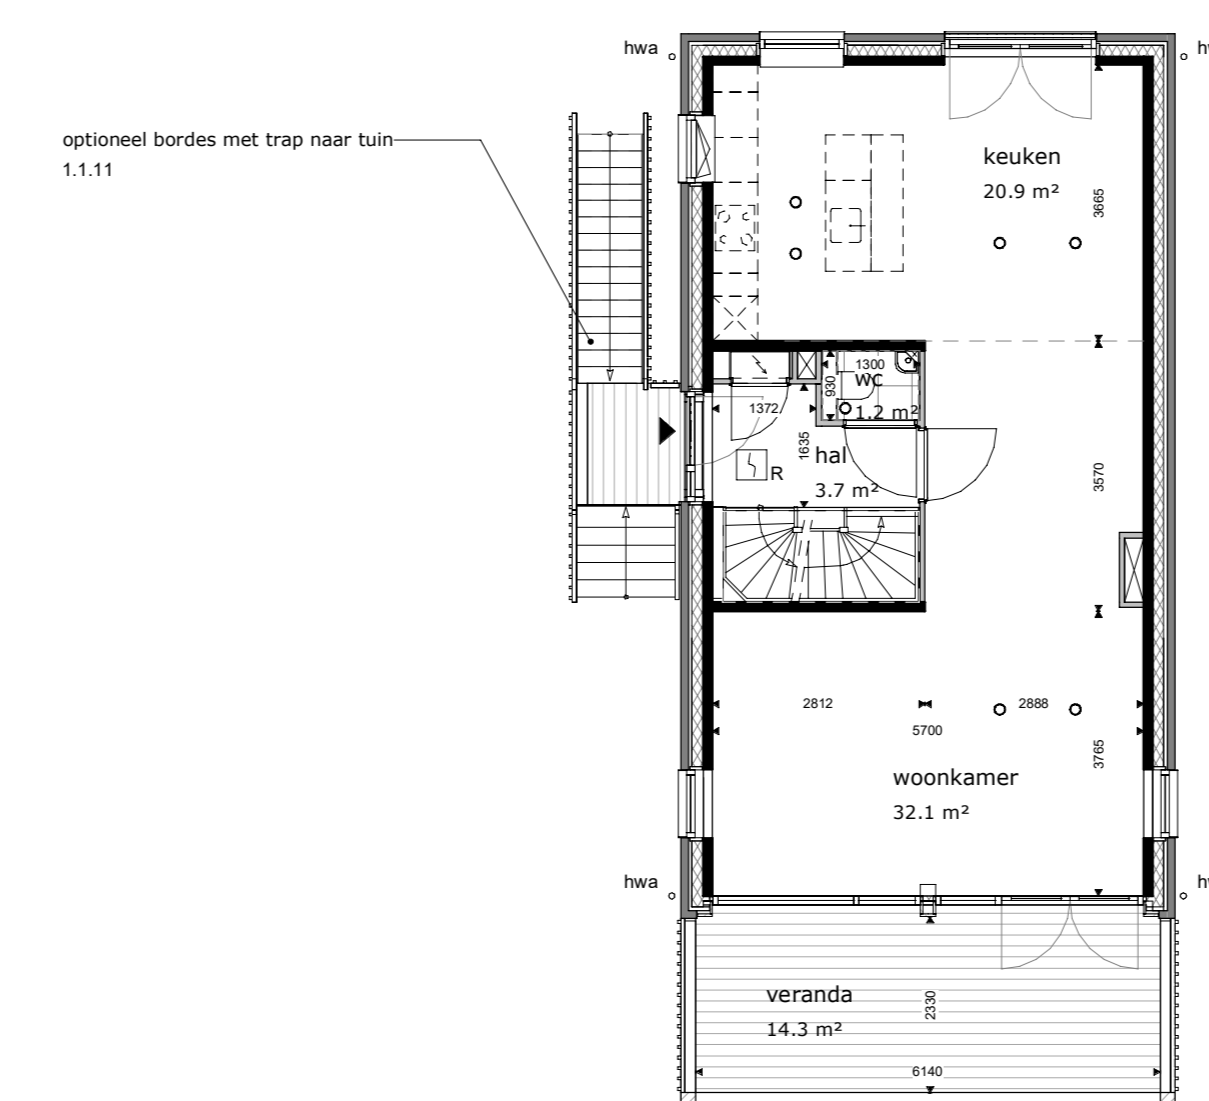 hwa
hw
optioneel bordes met trap naar tuin
1.1.11
keuken
20.9 m²
3665
1300
wc
930
1.2 m²
1372
1635
hal
3.7 m²
R
3570
2812
2888
5700
3765
woonkamer
32.1 m²
hwa
hw
veranda
14.3 m²
2330
6140